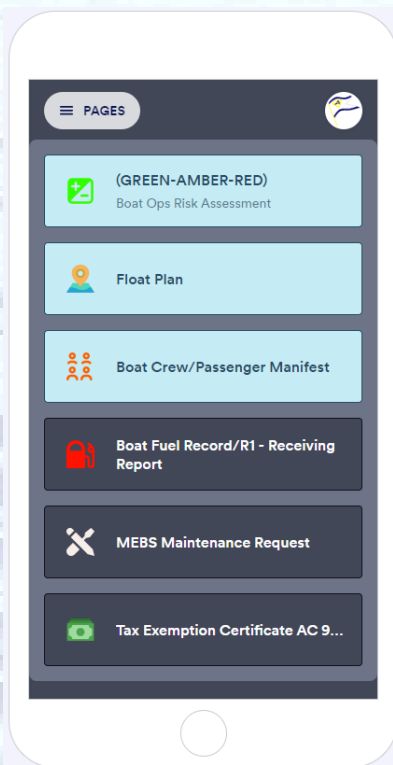 PAGES
(GREEN-AMBER-RED)
Boat Ops Risk Assessment
Float Plan
Boat Crew/Passenger Manifest
Boat Fuel Record/R1 - Receiving
Report
MEBS Maintenance Request
Tax Exemption Certificate AC 9...